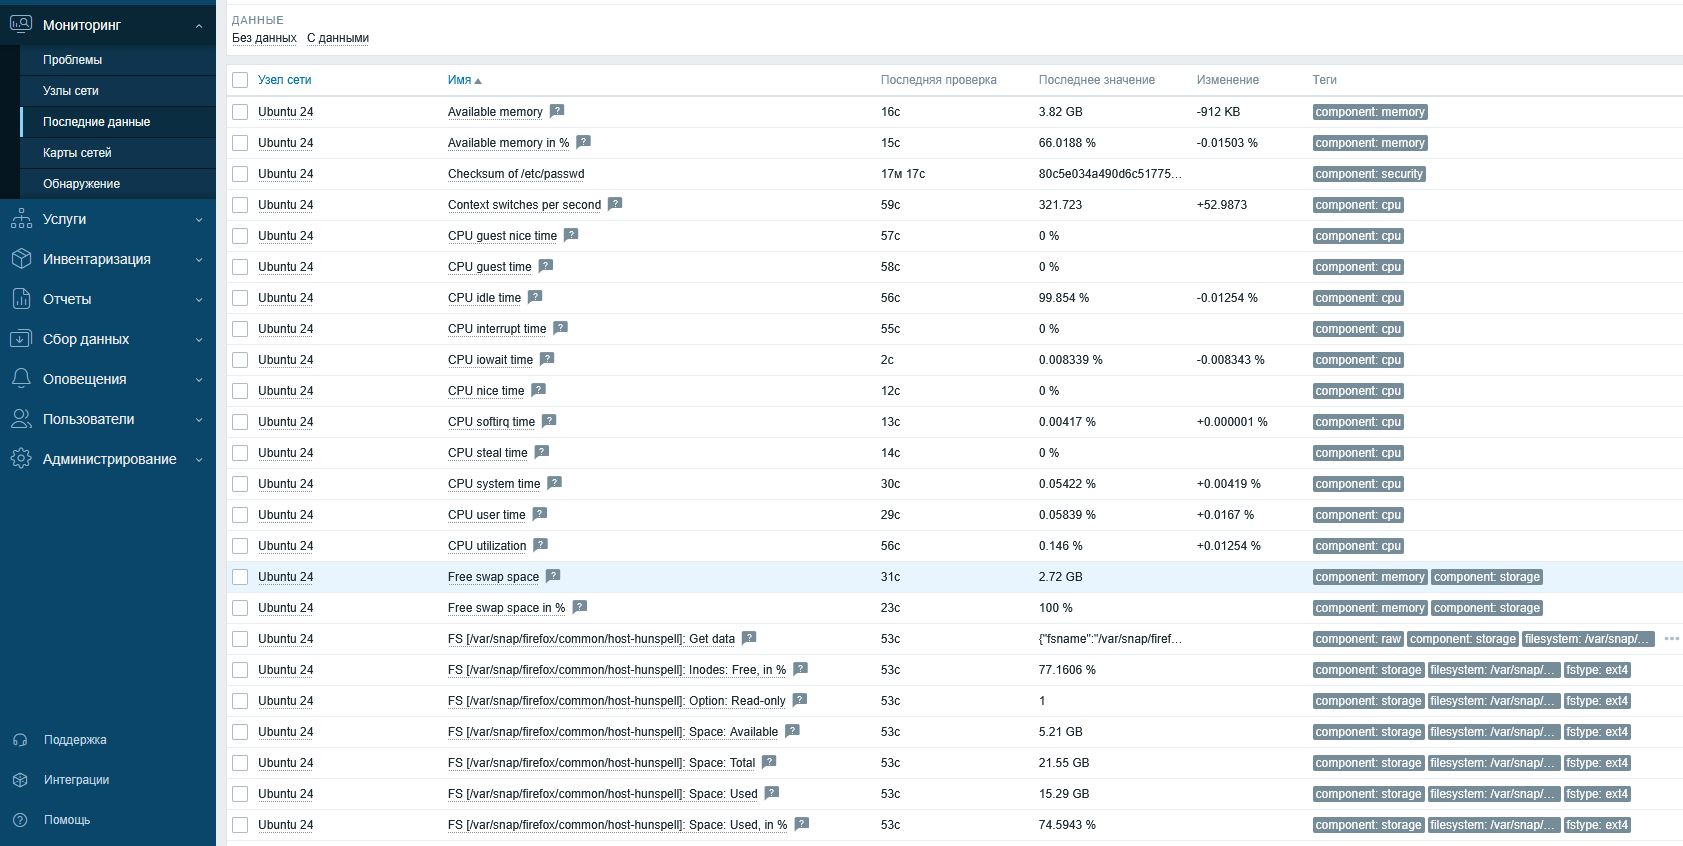 Мониторинг
Проблемы
Узлы сети
Последние данные
Карты сетей
Обнаружение
Услуги
Инвентаризация
Отчеты
Сбор данных
Оповещения
Пользователи
Администрирование
Поддержка
Интеграции
Помощь
ДАННЫЕ
Без данных С данными
Узел сети Имя Последняя проверка Последнее значение Изменение Теги
Ubuntu 24 Available memory ? 16с 3.82 GB -912 KB component: memory
Ubuntu 24 Available memory in % ? 15с 66.0188 % -0.01503 % component: memory
Ubuntu 24 Checksum of /etc/passwd 17м 17с 80c5e034a490d6c51775... component: security
Ubuntu 24 Context switches per second ? 59с 321.723 +52.9873 component: cpu
Ubuntu 24 CPU guest nice time ? 57с 0 % component: cpu
Ubuntu 24 CPU guest time ? 58с 0 % component: cpu
Ubuntu 24 CPU idle time ? 56с 99.854 % -0.01254 % component: cpu
Ubuntu 24 CPU interrupt time ? 55с 0 % component: cpu
Ubuntu 24 CPU iowait time ? 2с 0.008339 % -0.008343 % component: cpu
Ubuntu 24 CPU nice time ? 12с 0 % component: cpu
Ubuntu 24 CPU softirq time ? 13с 0.00417 % +0.000001 % component: cpu
Ubuntu 24 CPU steal time ? 14с 0 % component: cpu
Ubuntu 24 CPU system time ? 30с 0.05422 % +0.00419 % component: cpu
Ubuntu 24 CPU user time ? 29с 0.05839 % +0.0167 % component: cpu
Ubuntu 24 CPU utilization ? 56с 0.146 % +0.01254 % component: cpu
Ubuntu 24 Free swap space ? 31с 2.72 GB component: memory component: storage
Ubuntu 24 Free swap space in % ? 23с 100 % component: memory component: storage
Ubuntu 24 FS [/var/snap/firefox/common/host-hunspell]: Get data ? 53с {"fsname":"/var/snap/firef... component: raw component: storage filesystem: /var/snap/... ...
Ubuntu 24 FS [/var/snap/firefox/common/host-hunspell]: Inodes: Free, in % ? 53с 77.1606 % component: storage filesystem: /var/snap/... fstype: ext4
Ubuntu 24 FS [/var/snap/firefox/common/host-hunspell]: Option: Read-only ? 53с 1 component: storage filesystem: /var/snap/... fstype: ext4
Ubuntu 24 FS [/var/snap/firefox/common/host-hunspell]: Space: Available ? 53с 5.21 GB component: storage filesystem: /var/snap/... fstype: ext4
Ubuntu 24 FS [/var/snap/firefox/common/host-hunspell]: Space: Total ? 53с 21.55 GB component: storage filesystem: /var/snap/... fstype: ext4
Ubuntu 24 FS [/var/snap/firefox/common/host-hunspell]: Space: Used ? 53с 15.29 GB component: storage filesystem: /var/snap/... fstype: ext4
Ubuntu 24 FS [/var/snap/firefox/common/host-hunspell]: Space: Used, in % ? 53с 74.5943 % component: storage filesystem: /var/snap/... fstype: ext4